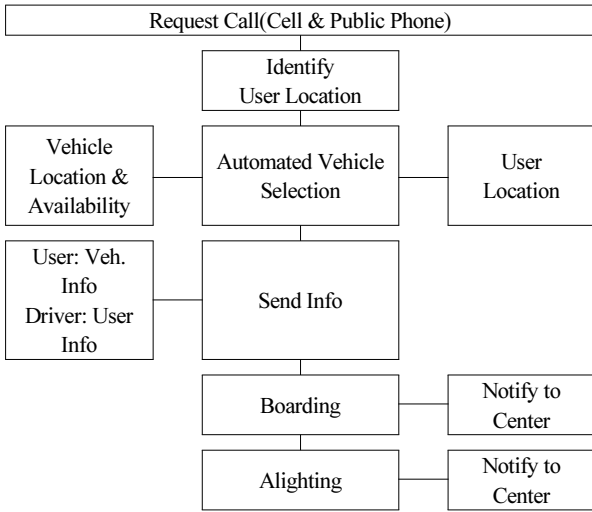 Request Call(Cell & Public Phone)
Identify
User Location
Vehicle
Location &
Availability
Automated Vehicle
Selection
User
Location
User: Veh.
Info
Driver: User
Info
Send Info
Boarding
Notify to
Center
Alighting
Notify to
Center